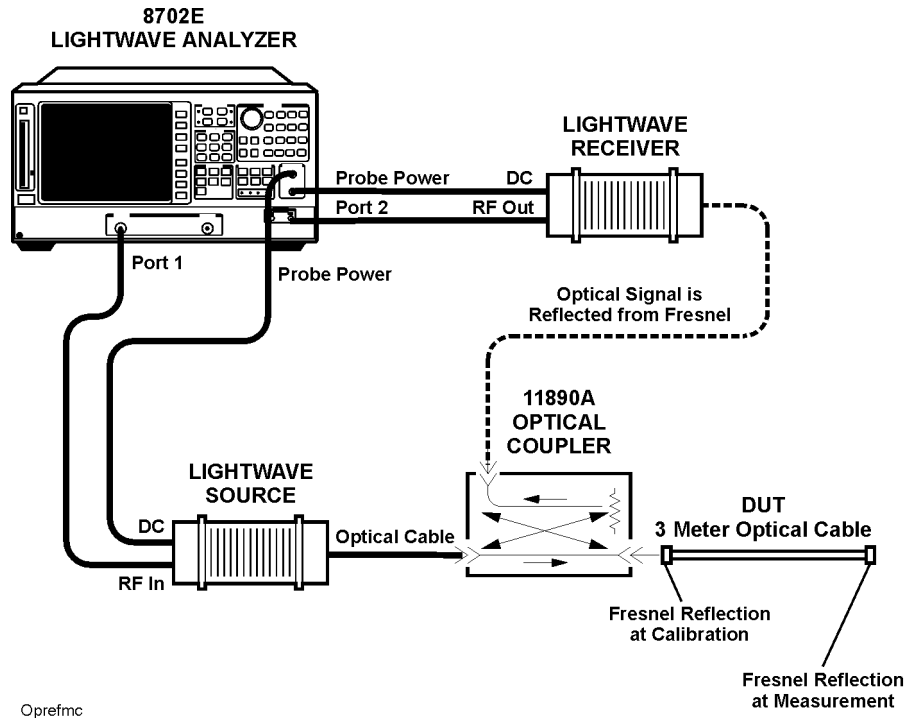 8702E
LIGHTWAVE ANALYZER
LIGHTWAVE
RECEIVER
Probe Power
DC
Port 2
RF Out
Port 1
Probe Power
Optical Signal is
Reflected from Fresnel
11890A
OPTICAL
COUPLER
LIGHTWAVE
SOURCE
DC
RF In
Optical Cable
DUT
3 Meter Optical Cable
Fresnel Reflection
at Calibration
Fresnel Reflection
at Measurement
Oprefmc